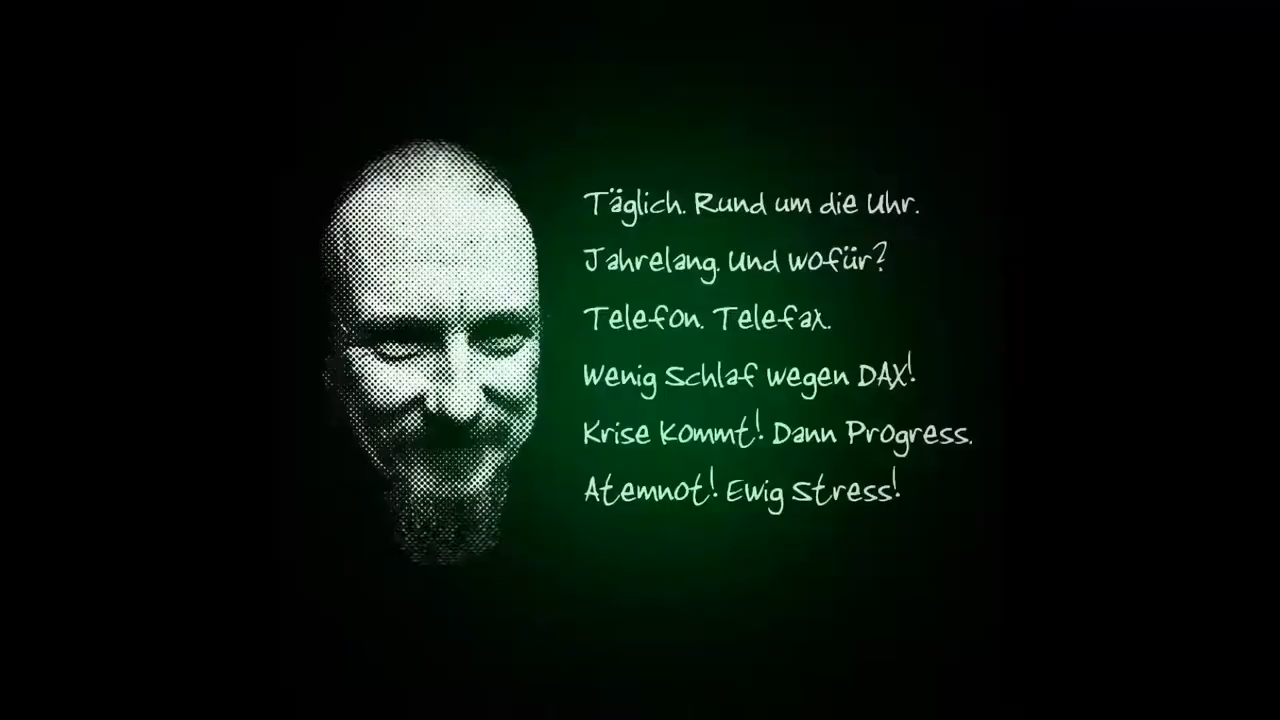 Täglich. Rund um die Uhr.
Jahrelang. Und wofür?
Telefon. Telefax.
Wenig Schlaf wegen DAX!
Krise kommt! Dann Progress.
Atemnot! Ewig Stress!